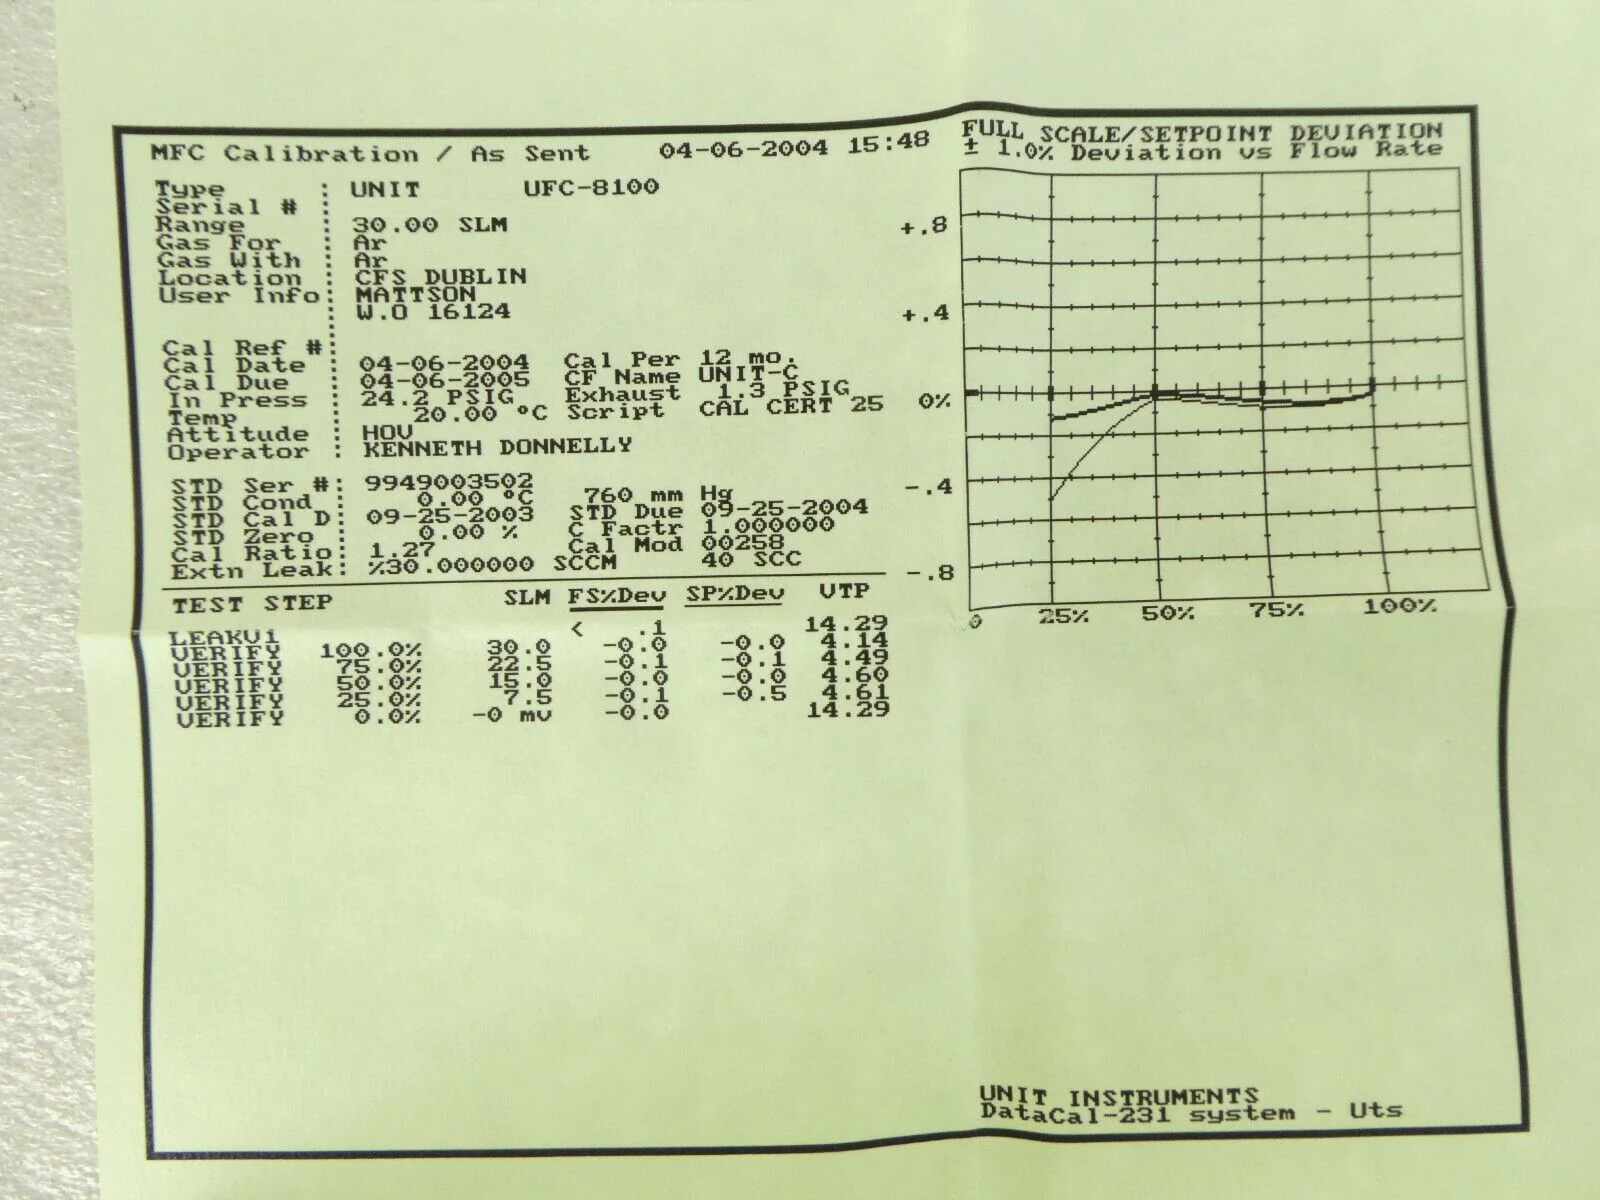 MFC Calibration / As Sent 04-06-2004 15:48
Type : UNIT UFC-8100
Serial # :
Range : 30.00 SLM
Gas For : Ar
Gas With : Ar
Location : CFS DUBLIN
User Info: MATTSON
: W.O 16124
Cal Ref # :
Cal Date : 04-06-2004 Cal Per 12 mo.
Cal Due : 04-06-2005 CF Name UNIT-C
In Press : 24.2 PSIG Exhaust 1.3 PSIG
Temp : 20.00 °C Script CAL CERT 25
Attitude : HOV
Operator : KENNETH DONNELLY
STD Ser #: 9949003502
STD Cond : 0.00 °C 760 mm Hg
STD Cal D: 09-25-2003 STD Due 09-25-2004
STD Zero : 0.00 % C Factr 1.000000
Cal Ratio: 1.27 Cal Mod 00258
Extn Leak: %30.000000 SCCM 40 SCC
TEST STEP SLM FS%Dev SP%Dev VTP
LEAKV1 < .1 14.29
VERIFY 100.0% 30.0 -0.0 -0.0 4.14
VERIFY 75.0% 22.5 -0.1 -0.1 4.49
VERIFY 50.0% 15.0 -0.0 -0.0 4.60
VERIFY 25.0% 7.5 -0.1 -0.5 4.61
VERIFY 0.0% -0 mv -0.0 14.29
FULL SCALE/SETPOINT DEVIATION
± 1.0% Deviation vs Flow Rate
+.8
+.4
0%
-.4
-.8
0 25% 50% 75% 100%
UNIT INSTRUMENTS
DataCal-231 system - Uts